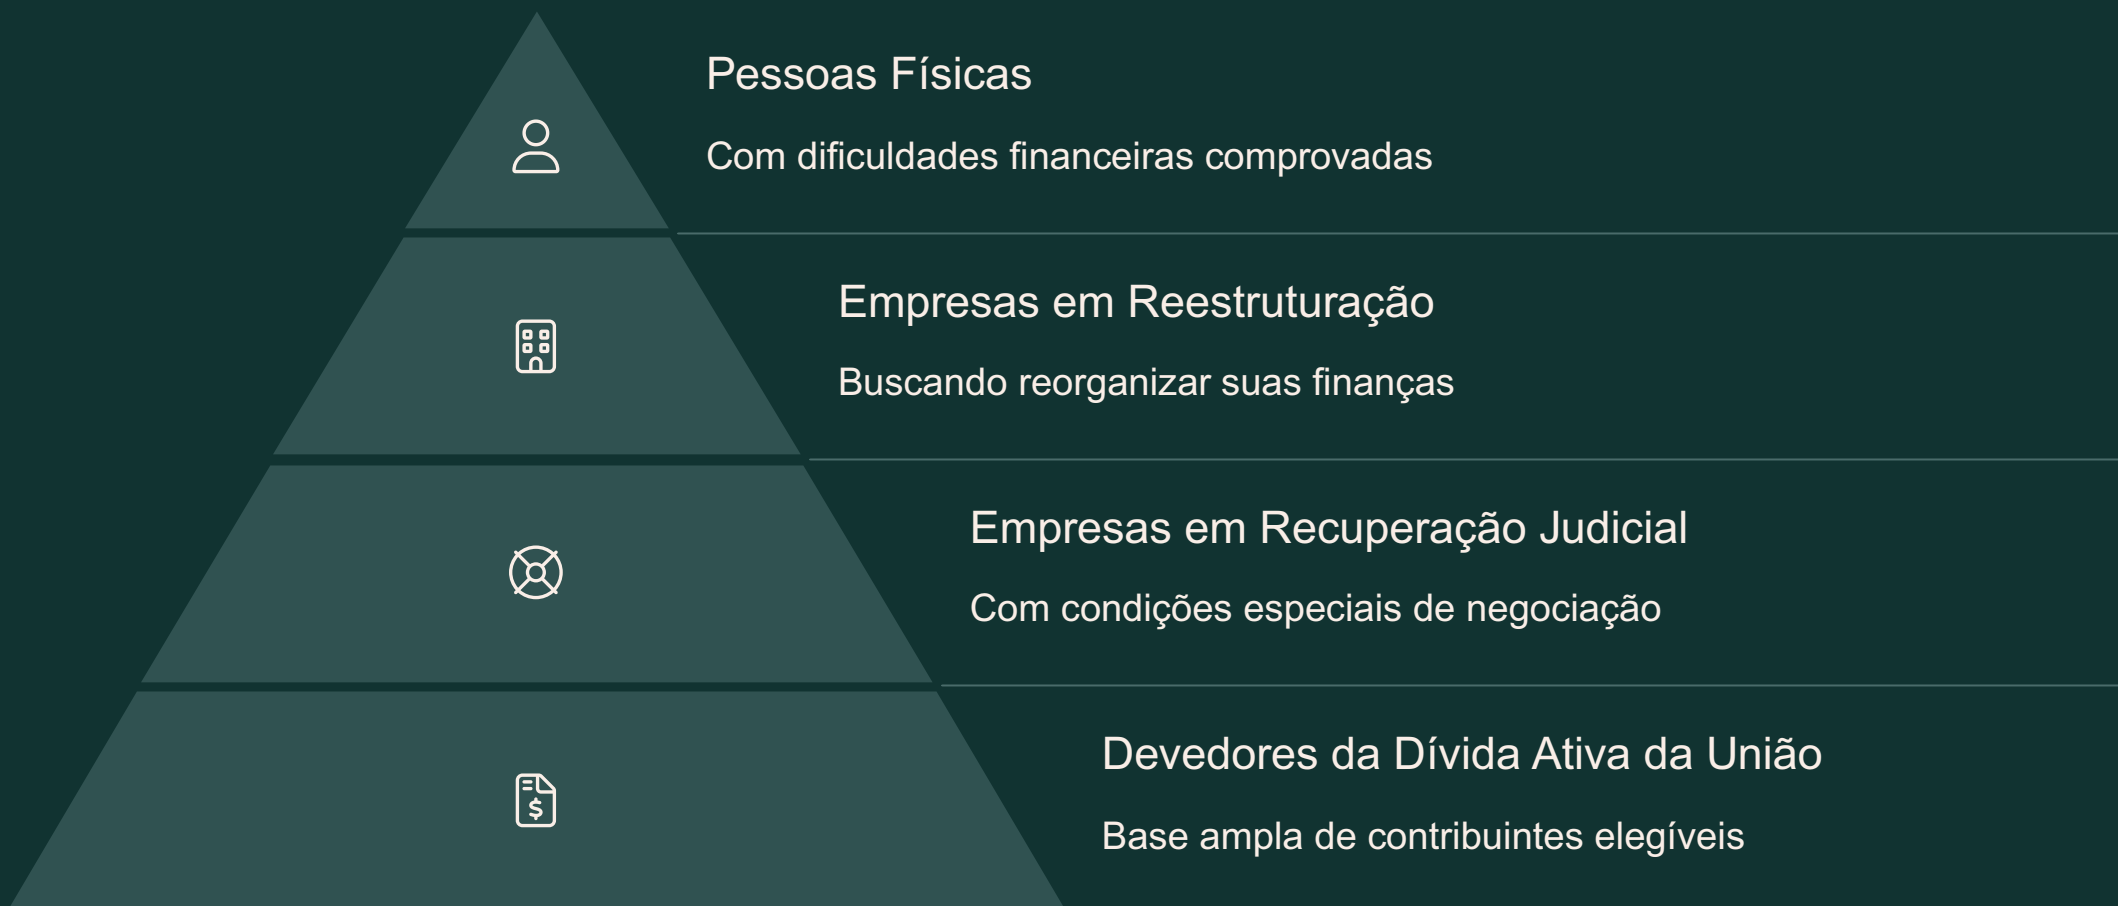 Pessoas Físicas
Com dificuldades financeiras comprovadas
Empresas em Reestruturação
Buscando reorganizar suas finanças
Empresas em Recuperação Judicial
Com condições especiais de negociação
$
Devedores da Dívida Ativa da União
Base ampla de contribuintes elegíveis